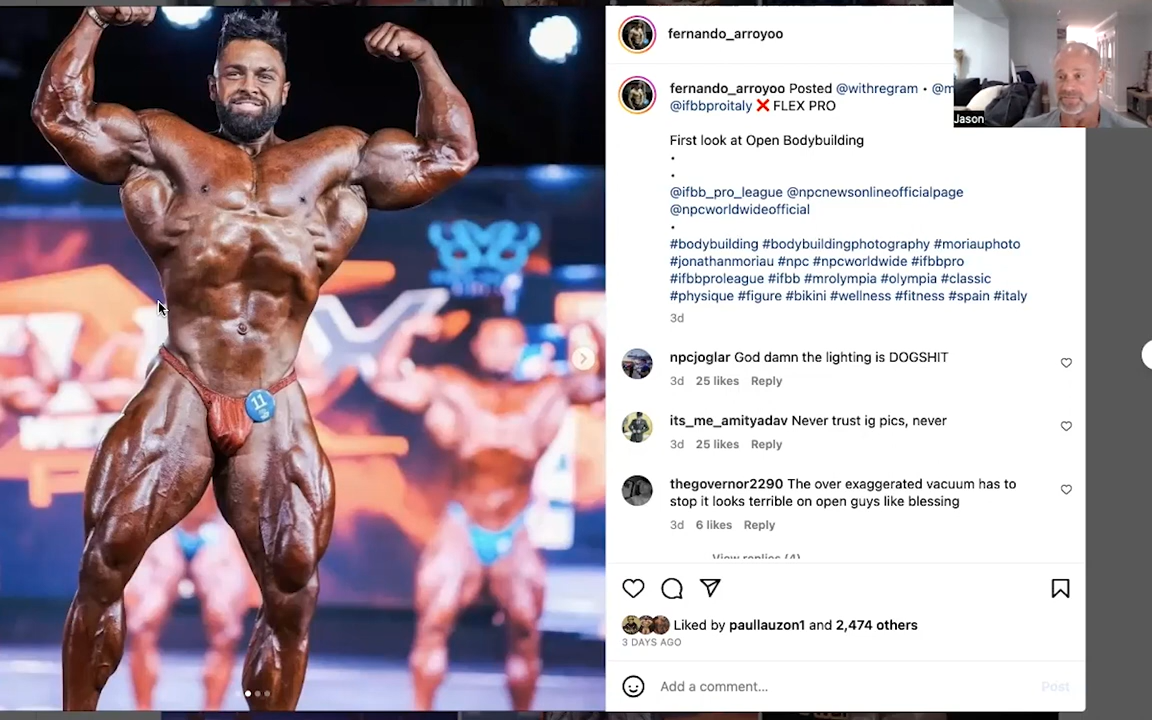 fernando_arroyoo
fernando_arroyoo Posted @withregram • @m
@ifbbproitaly ❌ FLEX PRO
First look at Open Bodybuilding
•
•
@ifbb_pro_league @npcnewsonlineofficialpage
@npcworldwideofficial
•
#bodybuilding #bodybuildingphotography #moriauphoto
#jonathanmoriau #npc #npcworldwide #ifbbpro
#ifbbproleague #ifbb #mrolympia #olympia #classic
#physique #figure #bikini #wellness #fitness #spain #italy
3d
npcjoglar God damn the lighting is DOGSHIT
3d 25 likes Reply
its_me_amityadav Never trust ig pics, never
3d 25 likes Reply
thegovernor2290 The over exaggerated vacuum has to
stop it looks terrible on open guys like blessing
3d 6 likes Reply
View replies (4)
Liked by paullauzon1 and 2,474 others
3 DAYS AGO
Add a comment...
Post
Jason
11